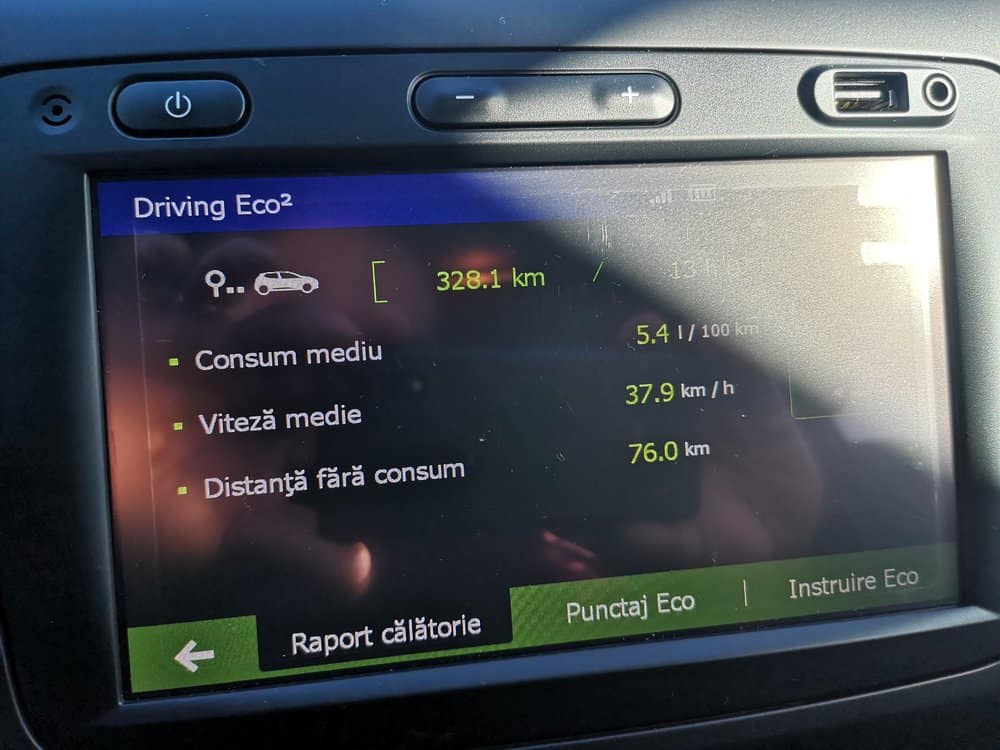 Driving Eco²
328.1 km / 13
Consum mediu 5.4 l / 100 km
Viteză medie 37.9 km / h
Distanţă fără consum 76.0 km
Raport călătorie Punctaj Eco | Instruire Eco